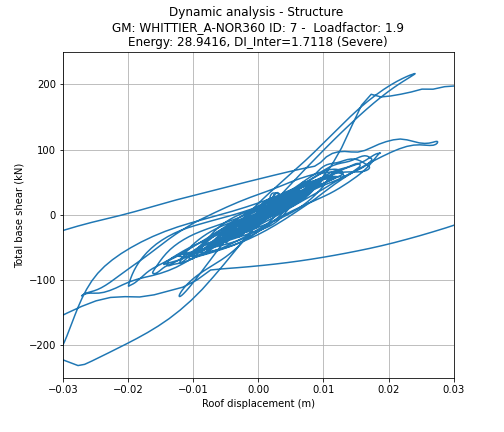 Dynamic analysis - Structure
GM: WHITTIER_A-NOR360 ID: 7 -  Loadfactor: 1.9
Energy: 28.9416, DI_Inter=1.7118 (Severe)
Total base shear (kN)
200
100
0
−100
−200
−0.03 −0.02 −0.01 0.00 0.01 0.02 0.03
Roof displacement (m)